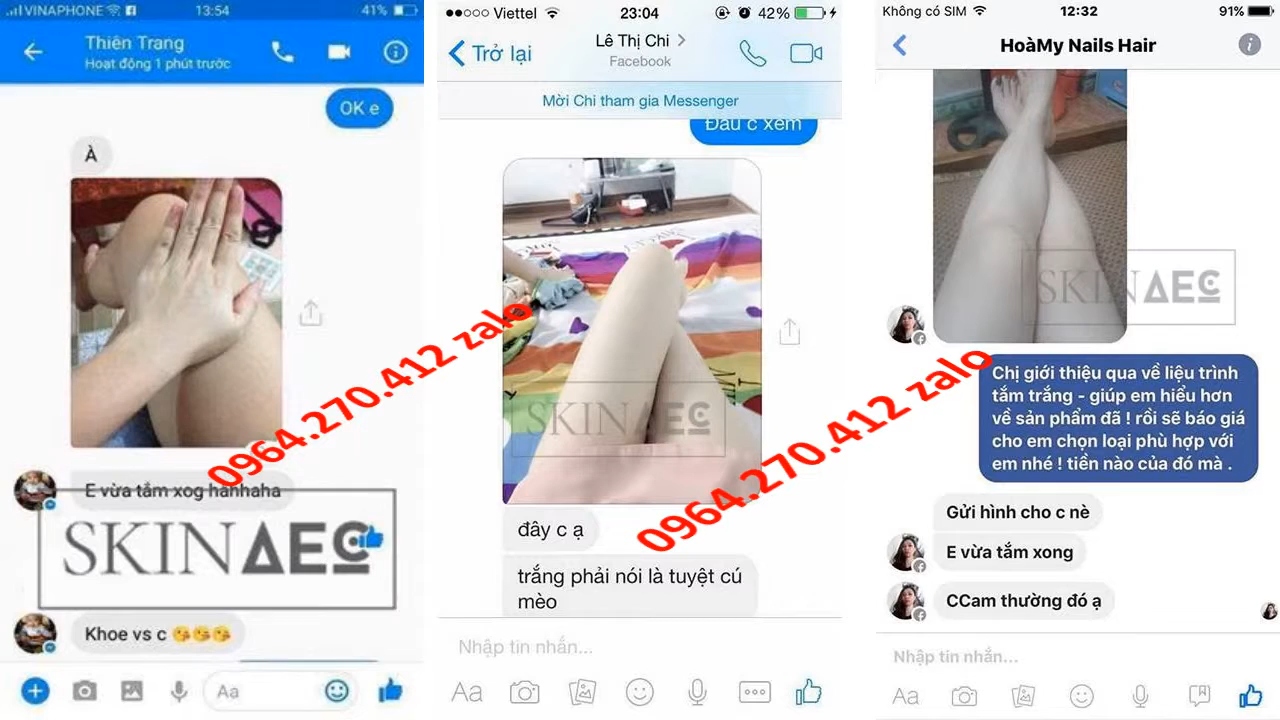 VINAPHONE 13:54 41%
Thiên Trang
Hoạt động 1 phút trước
OK e
À
E vừa tắm xog hanhaha
SKINAEC
Khoe vs c 😘😘😘
Aa
Viettel 23:04 42%
Trở lại
Lê Thị Chi
Facebook
Mời Chi tham gia Messenger
Đâu c xem
SKINAEC
đây c ạ
trắng phải nói là tuyệt cú
mèo
Nhập tin nhắn...
Aa
0964.270.412 zalo
0964.270.412 zalo
Không có SIM 12:32 91%
HoàMy Nails Hair
SKINAEC
Chị giới thiệu qua về liệu trình
tắm trắng - giúp em hiểu hơn
về sản phẩm đã ! rồi sẽ báo giá
cho em chọn loại phù hợp với
em nhé ! tiền nào của đó mà .
Gửi hình cho c nè
E vừa tắm xong
CCam thường đó ạ
Nhập tin nhắn...
Aa